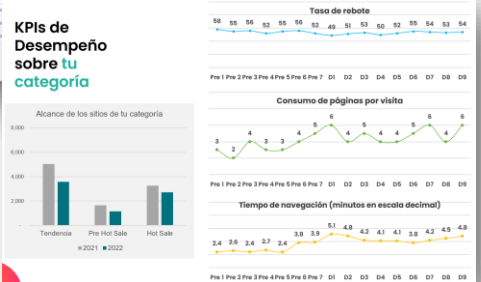 KPIs de
Desempeño
sobre tu
categoría
Alcance de los sitios de tu categoría
8,000
6,000
4,000
2,000
-
Tendencia Pre Hot Sale Hot Sale
2021 2022
Tasa de rebote
58 55 56 52 55 56 52 49 51 53 50 52 55 54 53 54
Pre 1 Pre 2 Pre 3 Pre 4 Pre 5 Pre 6 Pre 7 D1 D2 D3 D4 D5 D6 D7 D8 D9
Consumo de páginas por visita
3 2 4 3 3 4 5 6 4 5 4 4 5 6 4 6
Pre 1 Pre 2 Pre 3 Pre 4 Pre 5 Pre 6 Pre 7 D1 D2 D3 D4 D5 D6 D7 D8 D9
Tiempo de navegación (minutos en escala decimal)
2.4 2.6 2.4 2.7 2.4 3.8 3.9 5.1 4.8 4.2 4.1 4.1 3.8 4.2 4.5 4.8
Pre 1 Pre 2 Pre 3 Pre 4 Pre 5 Pre 6 Pre 7 D1 D2 D3 D4 D5 D6 D7 D8 D9